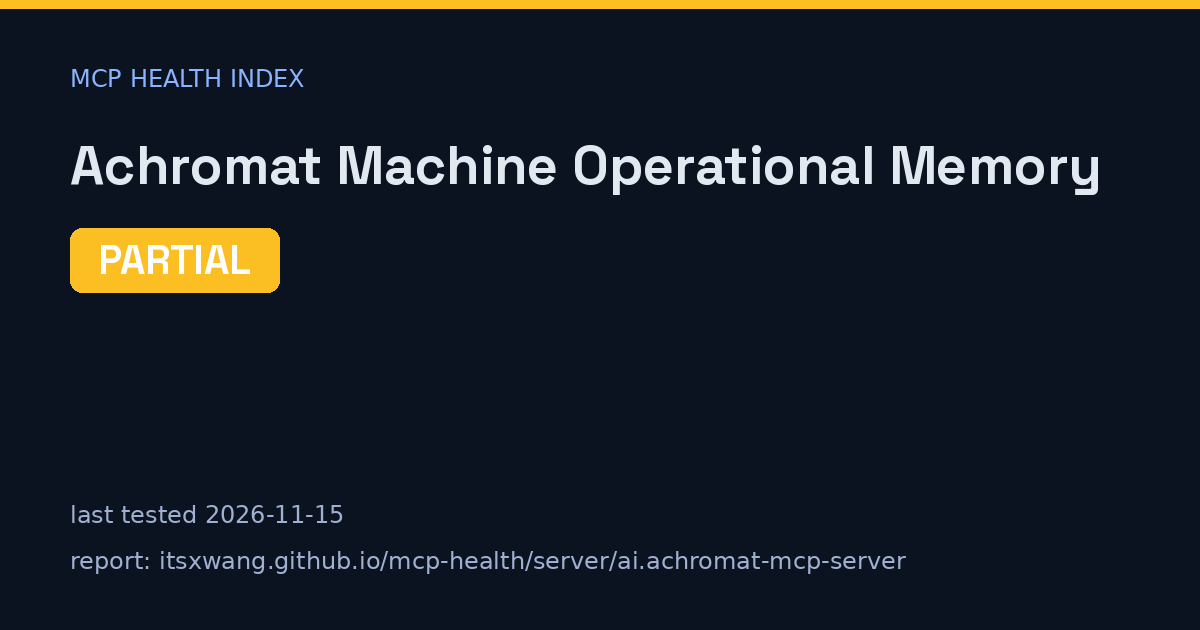 MCP HEALTH INDEX
Achromat Machine Operational Memory
PARTIAL
last tested 2026-11-15
report: itsxwang.github.io/mcp-health/server/ai.achromat-mcp-server